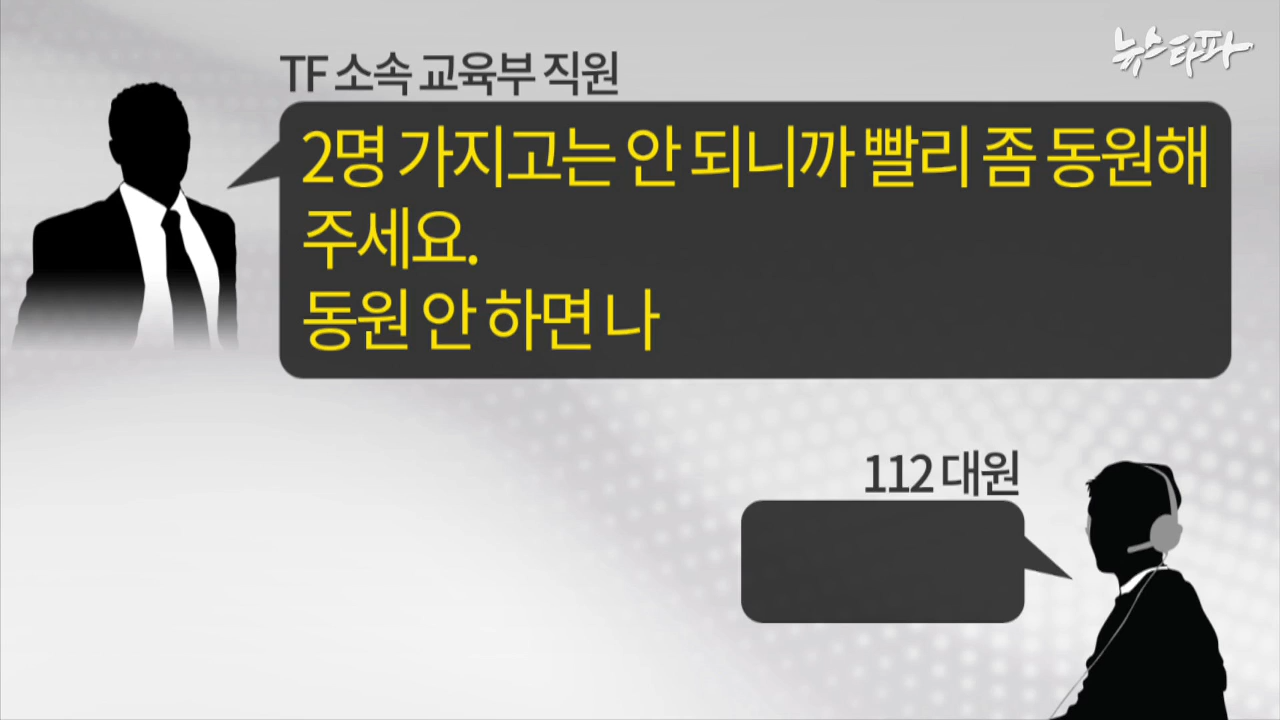 뉴스타파
TF 소속 교육부 직원
2명 가지고는 안 되니까 빨리 좀 동원해
주세요.
동원 안 하면 나
112 대원